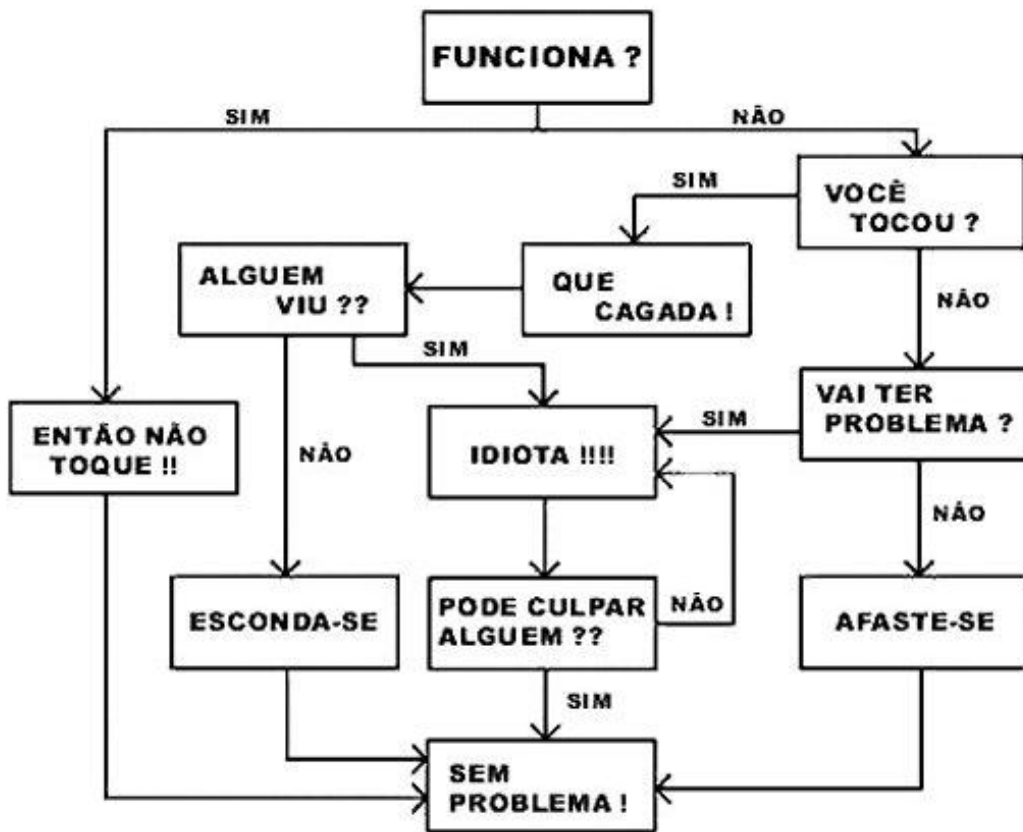 FUNCIONA ?
SIM
NÃO
VOCÊ
TOCOU ?
SIM
QUE
CAGADA !
ALGUEM
VIU ??
NÃO
SIM
VAI TER
PROBLEMA ?
SIM
IDIOTA !!!!
ENTÃO NÃO
TOQUE !!
NÃO
NÃO
ESCONDA-SE
PODE CULPAR
ALGUEM ??
NÃO
AFASTE-SE
SIM
SEM
PROBLEMA !